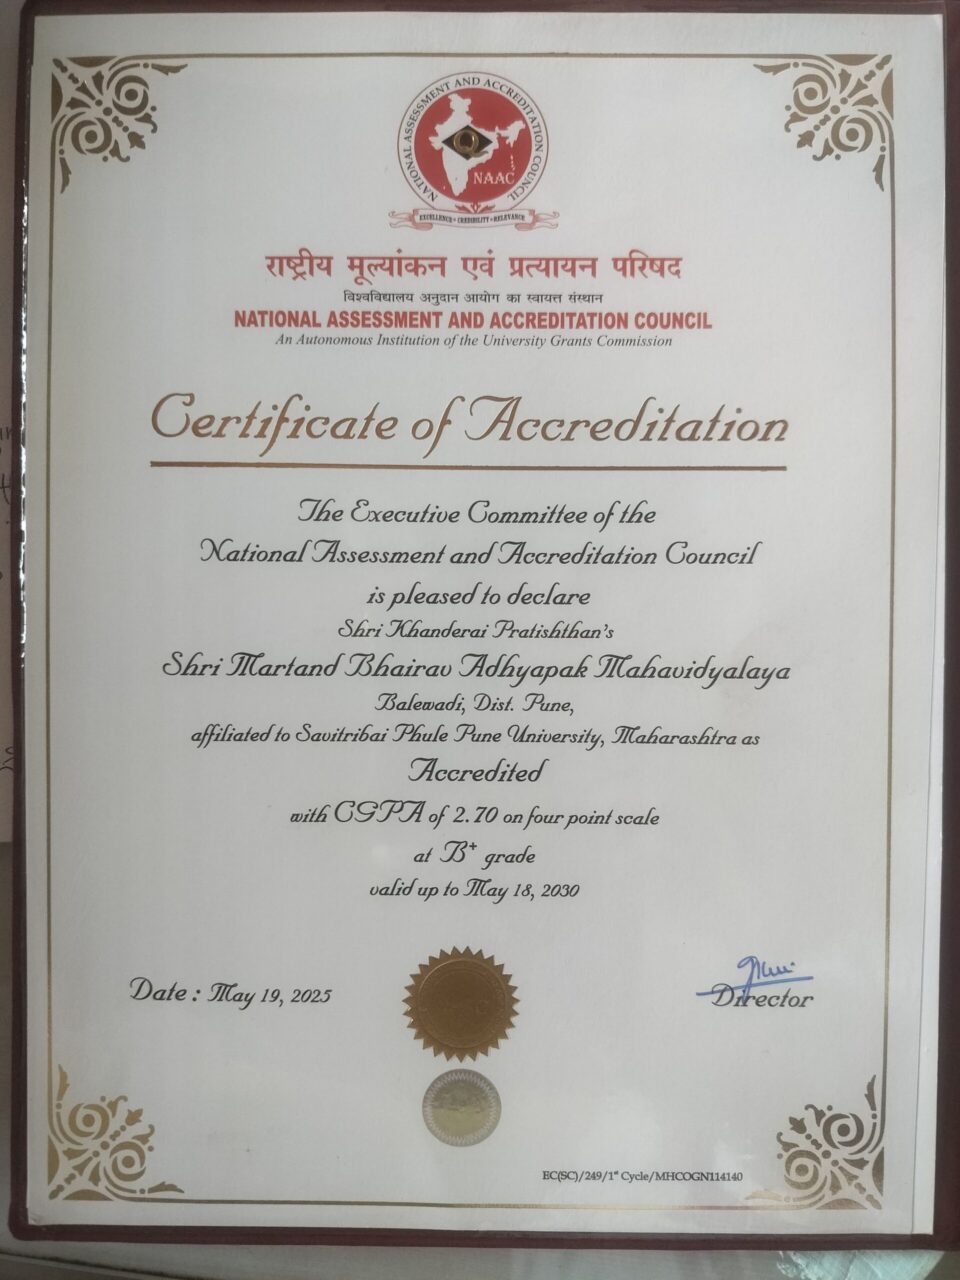 NATIONAL ASSESSMENT AND ACCREDITATION COUNCIL
NAAC
EXCELLENCE • CREDIBILITY • RELEVANCE
राष्ट्रीय मूल्यांकन एवं प्रत्यायन परिषद
विश्वविद्यालय अनुदान आयोग का स्वायत्त संस्थान
NATIONAL ASSESSMENT AND ACCREDITATION COUNCIL
An Autonomous Institution of the University Grants Commission
Certificate of Accreditation
The Executive Committee of the
National Assessment and Accreditation Council
is pleased to declare
Shri Khanderai Pratishthan's
Shri Martand Bhairav Adhyapak Mahavidyalaya
Balewadi, Dist. Pune,
affiliated to Savitribai Phule Pune University, Maharashtra as
Accredited
with CGPA of 2.70 on four point scale
at B+ grade
valid up to May 18, 2030
Date : May 19, 2025
Director
EC(SC)/249/1st Cycle/MHCOGN114140